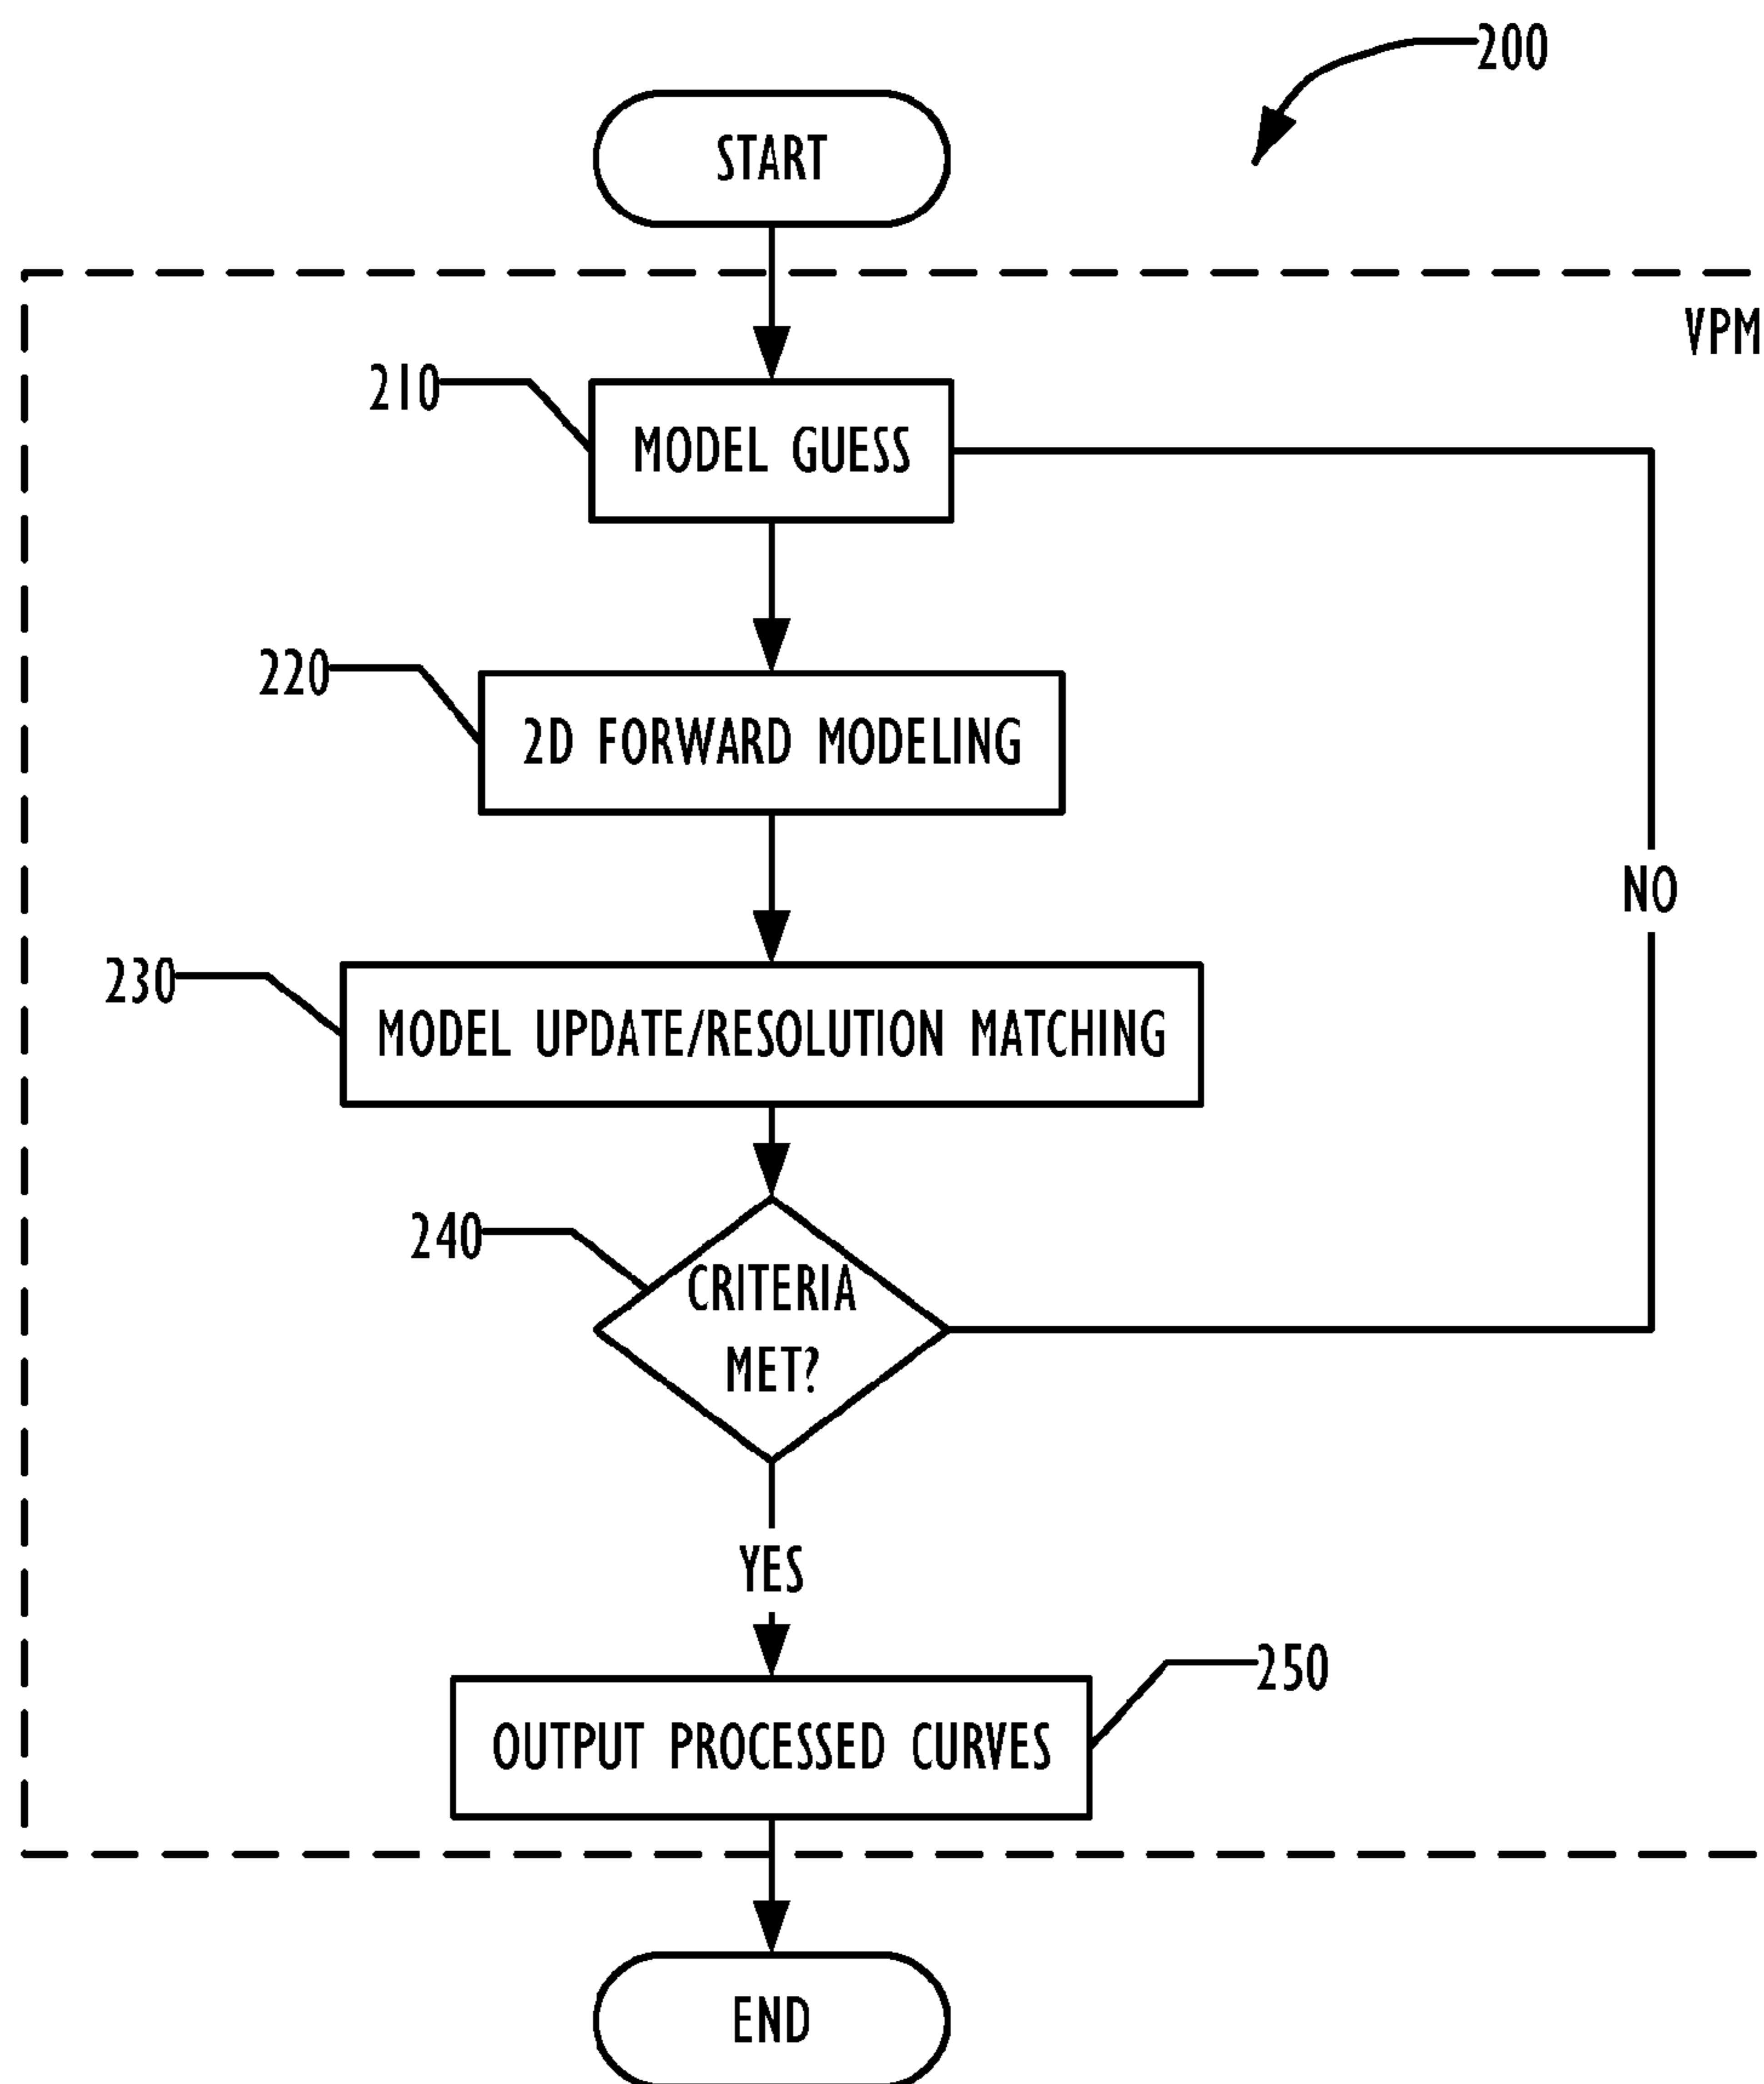 200
START
VPM
210
MODEL GUESS
220
2D FORWARD MODELING
NO
230
MODEL UPDATE/RESOLUTION MATCHING
240
CRITERIA
MET?
YES
250
OUTPUT PROCESSED CURVES
END